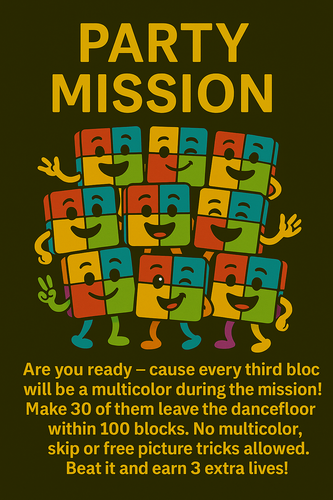 PARTY
MISSION
Are you ready – cause every third bloc
will be a multicolor during the mission!
Make 30 of them leave the dancefloor
within 100 blocks. No multicolor,
skip or free picture tricks allowed.
Beat it and earn 3 extra lives!